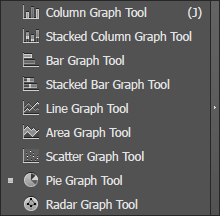 Column Graph Tool (J)
Stacked Column Graph Tool
Bar Graph Tool
Stacked Bar Graph Tool
Line Graph Tool
Area Graph Tool
Scatter Graph Tool
Pie Graph Tool
Radar Graph Tool